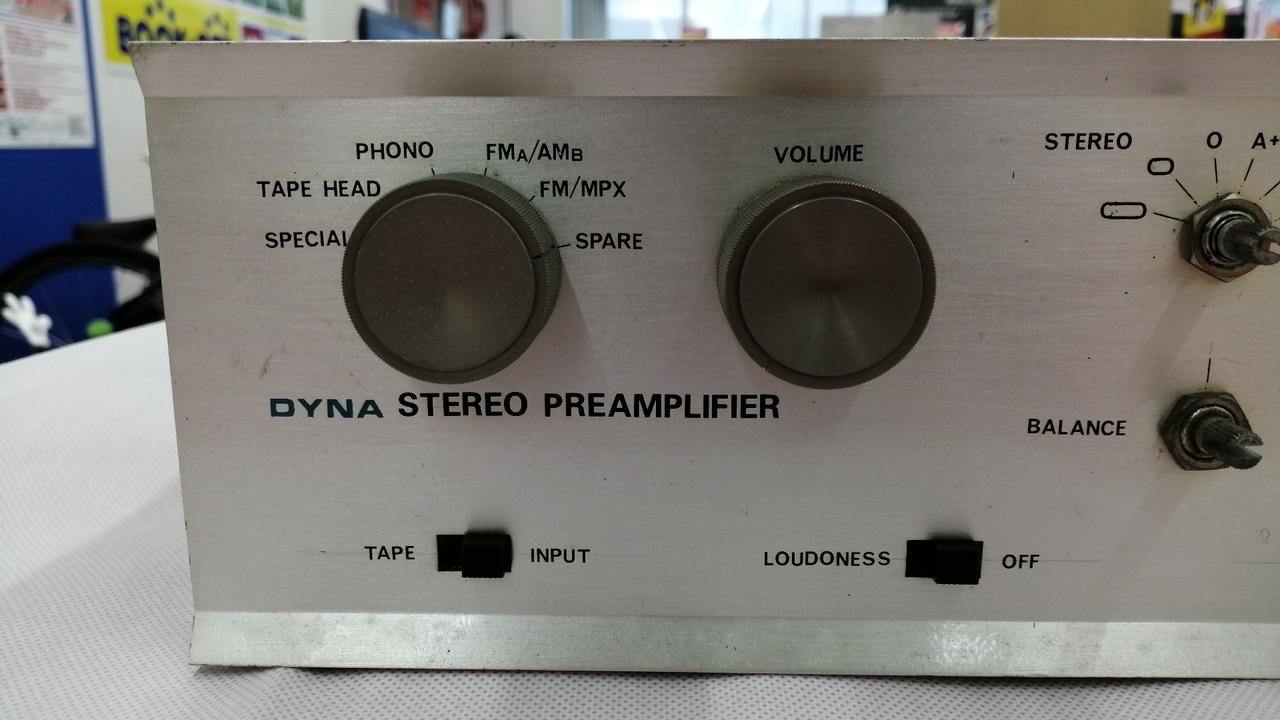 BOOK
PHONO
FMA/AMB
TAPE HEAD
FM/MPX
SPECIAL
SPARE
VOLUME
STEREO
O
A+
DYNA STEREO PREAMPLIFIER
BALANCE
TAPE
INPUT
LOUDONESS
OFF